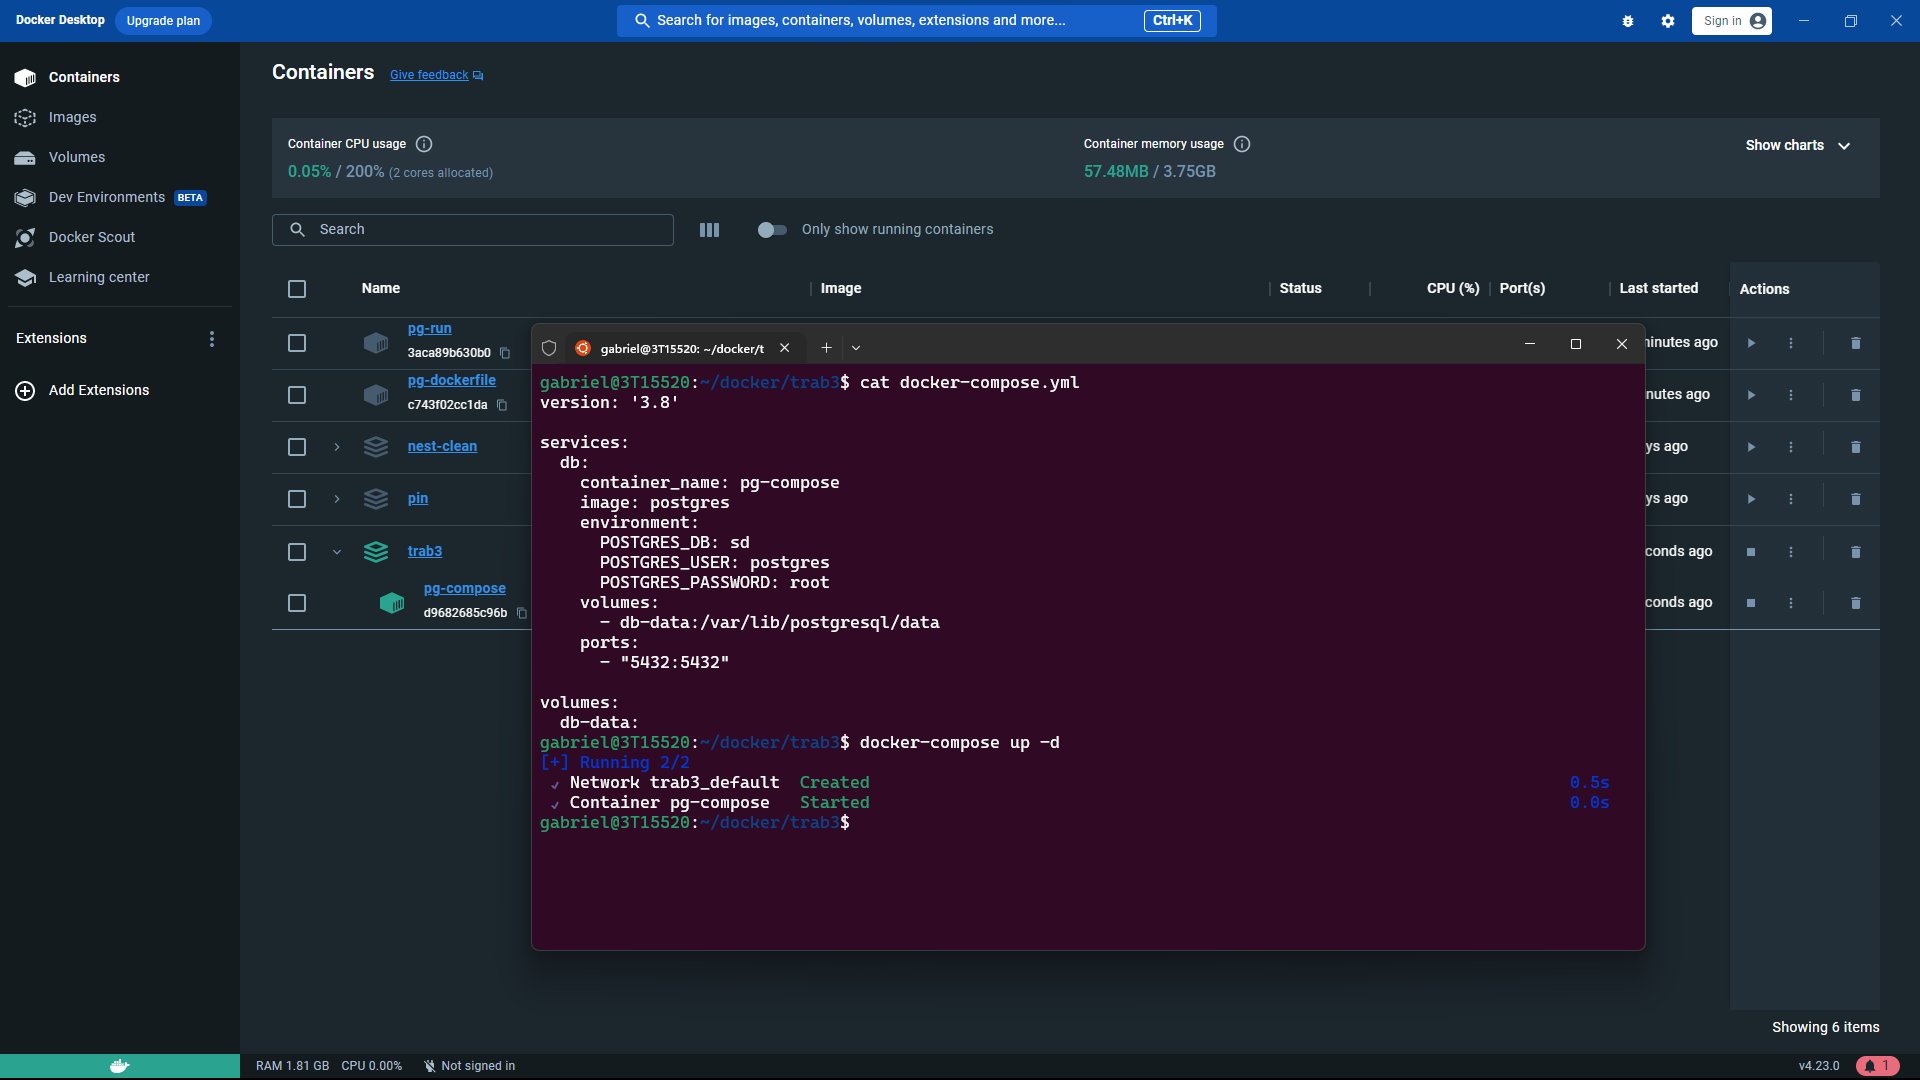 Docker Desktop
Upgrade plan
Search for images, containers, volumes, extensions and more...
Ctrl+K
Sign in
Containers
Images
Volumes
Dev Environments BETA
Docker Scout
Learning center
Extensions
Add Extensions
Containers
Give feedback
Container CPU usage
0.05% / 200% (2 cores allocated)
Container memory usage
57.48MB / 3.75GB
Show charts
Search
Only show running containers
Name Image Status CPU (%) Port(s) Last started Actions
pg-run
3aca89b630b0
minutes ago
pg-dockerfile
c743f02cc1da
nutes ago
nest-clean
ys ago
pin
ys ago
trab3
conds ago
pg-compose
d9682685c96b
conds ago
gabriel@3T15520: ~/docker/t
gabriel@3T15520:~/docker/trab3$ cat docker-compose.yml
version: '3.8'
services:
db:
container_name: pg-compose
image: postgres
environment:
POSTGRES_DB: sd
POSTGRES_USER: postgres
POSTGRES_PASSWORD: root
volumes:
- db-data:/var/lib/postgresql/data
ports:
- "5432:5432"
volumes:
db-data:
gabriel@3T15520:~/docker/trab3$ docker-compose up -d
[+] Running 2/2
✔ Network trab3_default Created 0.5s
✔ Container pg-compose Started 0.0s
gabriel@3T15520:~/docker/trab3$
Showing 6 items
RAM 1.81 GB CPU 0.00% Not signed in
v4.23.0
1